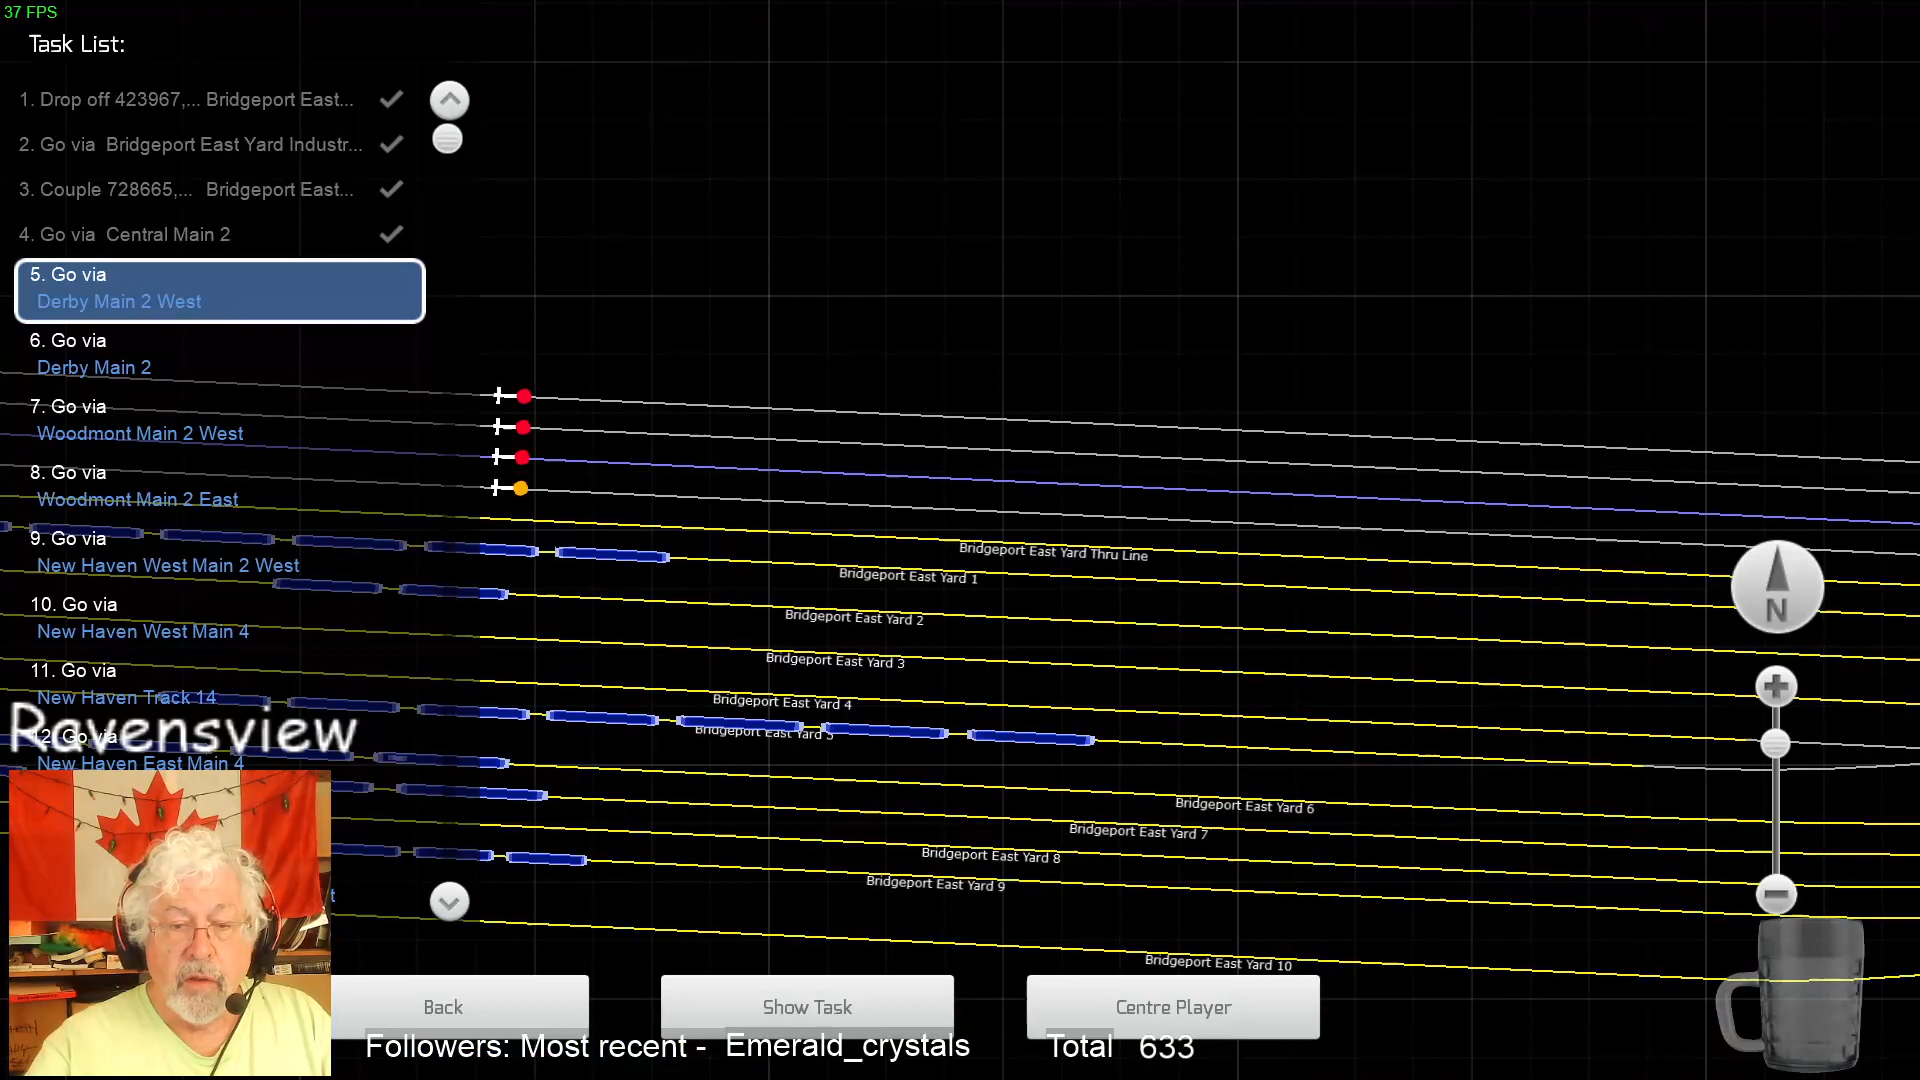 37 FPS
Task List:
1. Drop off 423967,... Bridgeport East...
2. Go via Bridgeport East Yard Industr...
3. Couple 728665,... Bridgeport East...
4. Go via Central Main 2
5. Go via
Derby Main 2 West
6. Go via
Derby Main 2
7. Go via
Woodmont Main 2 West
8. Go via
Woodmont Main 2 East
9. Go via
New Haven West Main 2 West
10. Go via
New Haven West Main 4
11. Go via
New Haven Track 14
12. Go via
New Haven East Main 4
Ravensview
Bridgeport East Yard Thru Line
Bridgeport East Yard 1
Bridgeport East Yard 2
Bridgeport East Yard 3
Bridgeport East Yard 4
Bridgeport East Yard 5
Bridgeport East Yard 6
Bridgeport East Yard 7
Bridgeport East Yard 8
Bridgeport East Yard 9
Bridgeport East Yard 10
N
Back
Show Task
Centre Player
Followers: Most recent - Emerald_crystals Total 633